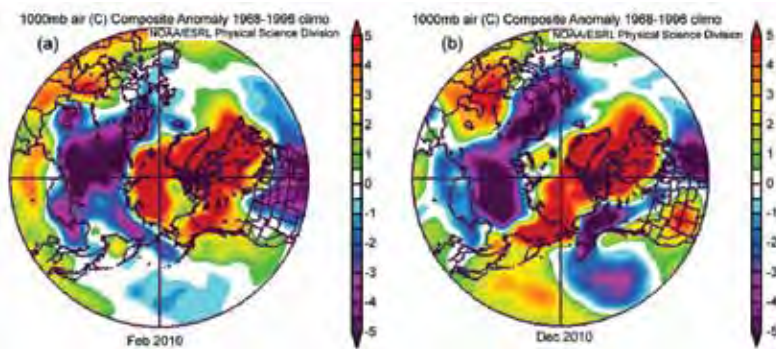 1000mb air (C) Composite Anomaly 1968-1996 climo
NOAA/ESRL Physical Science Division
(a)
5
4
3
2
1
0
-1
-2
-3
-4
-5
Feb 2010
1000mb air (C) Composite Anomaly 1968-1996 climo
NOAA/ESRL Physical Science Division
(b)
5
4
3
2
1
0
-1
-2
-3
-4
-5
Dec 2010